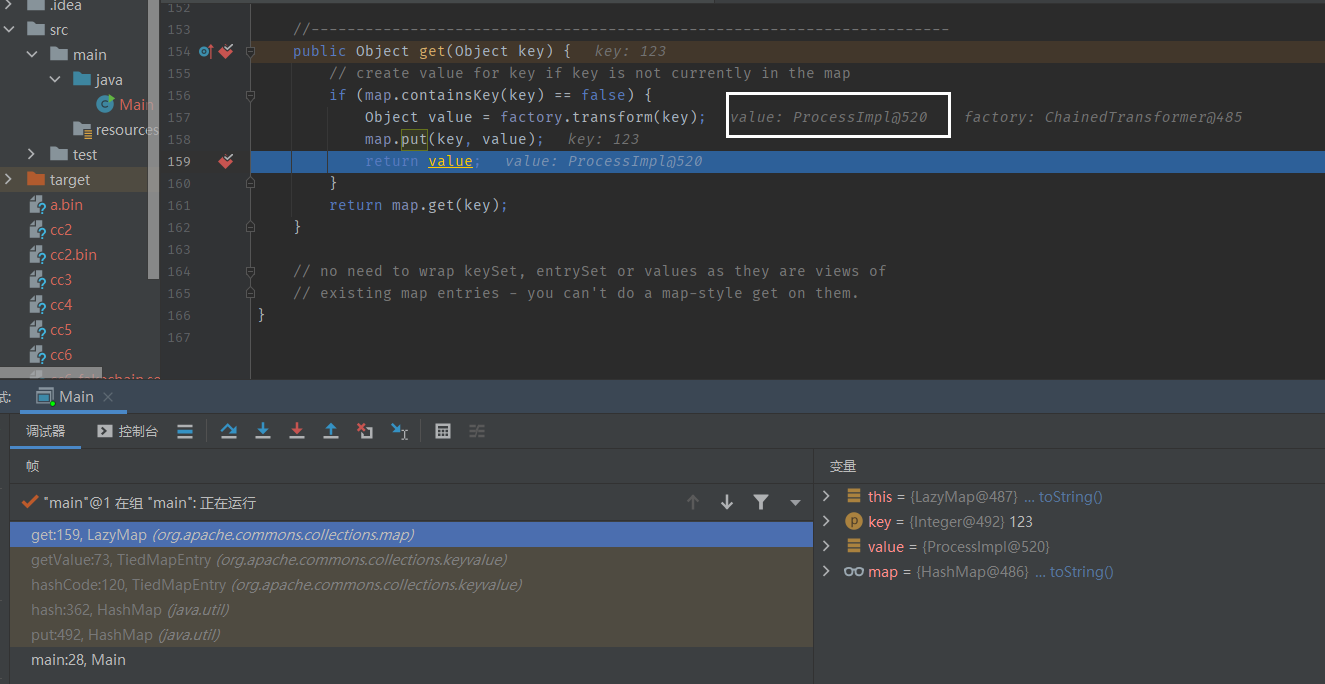 .idea
src
main
java
Main
resources
test
target
a.bin
cc2
cc2.bin
cc3
cc4
cc5
cc6
152
153 //----------------------------------------------------------------------
154 public Object get(Object key) { key: 123
155 // create value for key if key is not currently in the map
156 if (map.containsKey(key) == false) {
157 Object value = factory.transform(key); value: ProcessImpl@520 factory: ChainedTransformer@485
158 map.put(key, value); key: 123
159 return value; value: ProcessImpl@520
160 }
161 return map.get(key);
162 }
163
164 // no need to wrap keySet, entrySet or values as they are views of
165 // existing map entries - you can't do a map-style get on them.
166 }
167
式: Main
调试器 控制台
帧
"main"@1 在组 "main": 正在运行
get:159, LazyMap (org.apache.commons.collections.map)
getValue:73, TiedMapEntry (org.apache.commons.collections.keyvalue)
hashCode:120, TiedMapEntry (org.apache.commons.collections.keyvalue)
hash:362, HashMap (java.util)
put:492, HashMap (java.util)
main:28, Main
变量
this = {LazyMap@487} ... toString()
p key = {Integer@492} 123
value = {ProcessImpl@520}
map = {HashMap@486} ... toString()